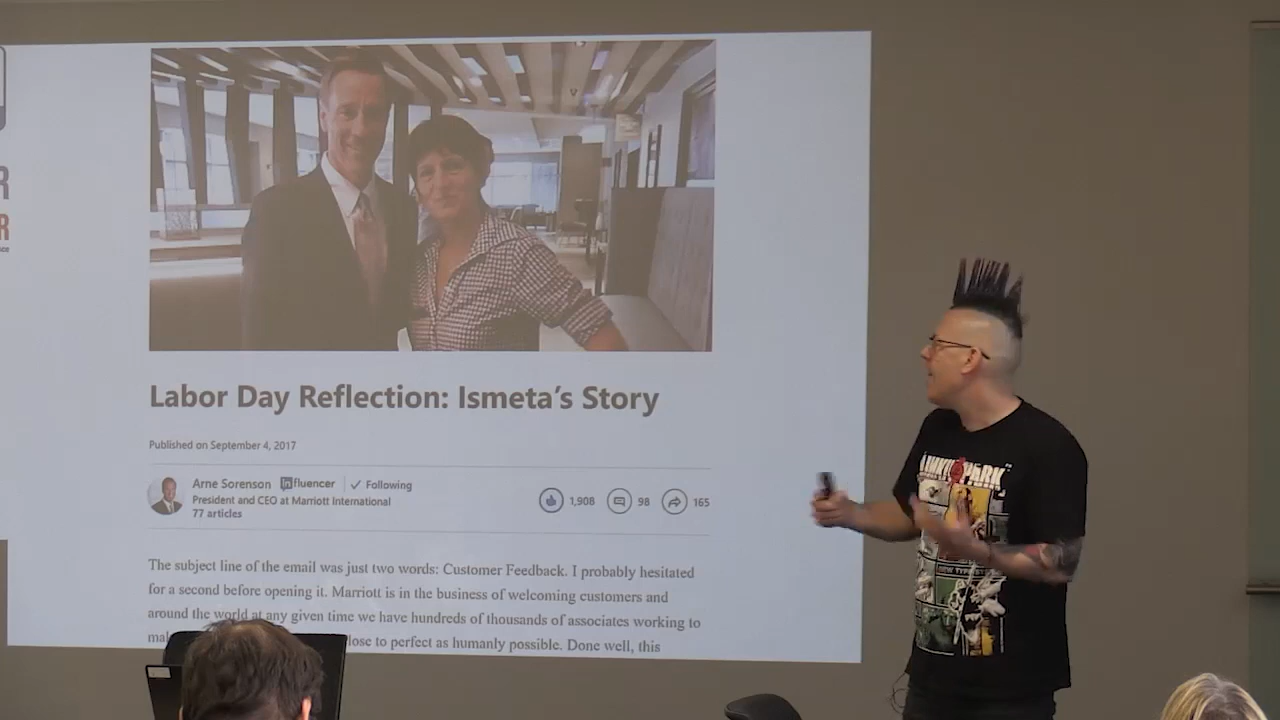 R
R
Labor Day Reflection: Ismeta's Story
Published on September 4, 2017
Arne Sorenson influencer ✓ Following
President and CEO at Marriott International
77 articles
1,908 98 165
The subject line of the email was just two words: Customer Feedback. I probably hesitated
for a second before opening it. Marriott is in the business of welcoming customers and
around the world at any given time we have hundreds of thousands of associates working to
lose to perfect as humanly possible. Done well, this
PARK